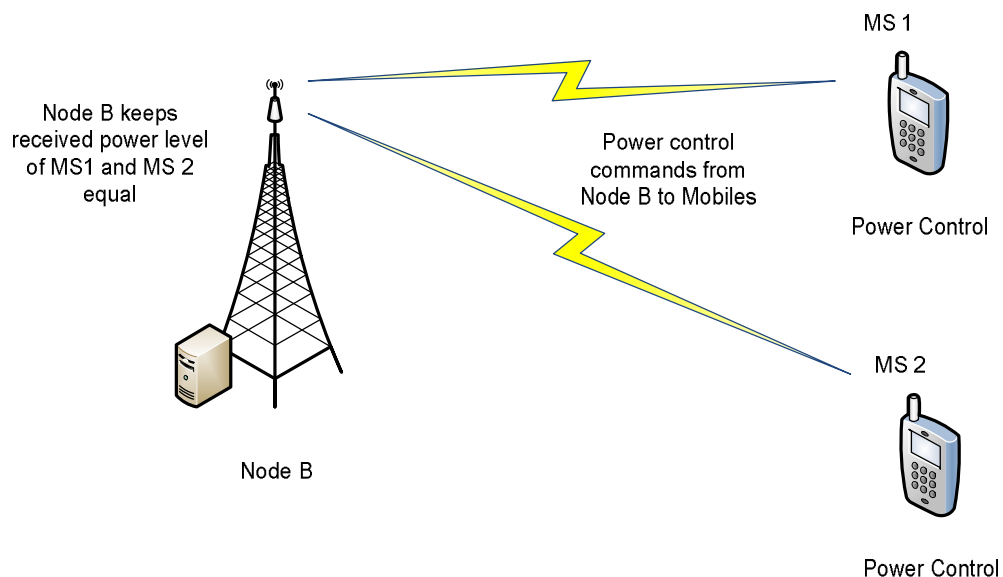 MS 1
Node B keeps
received power level
of MS1 and MS 2
equal
Power control
commands from
Node B to Mobiles
Power Control
MS 2
Node B
Power Control